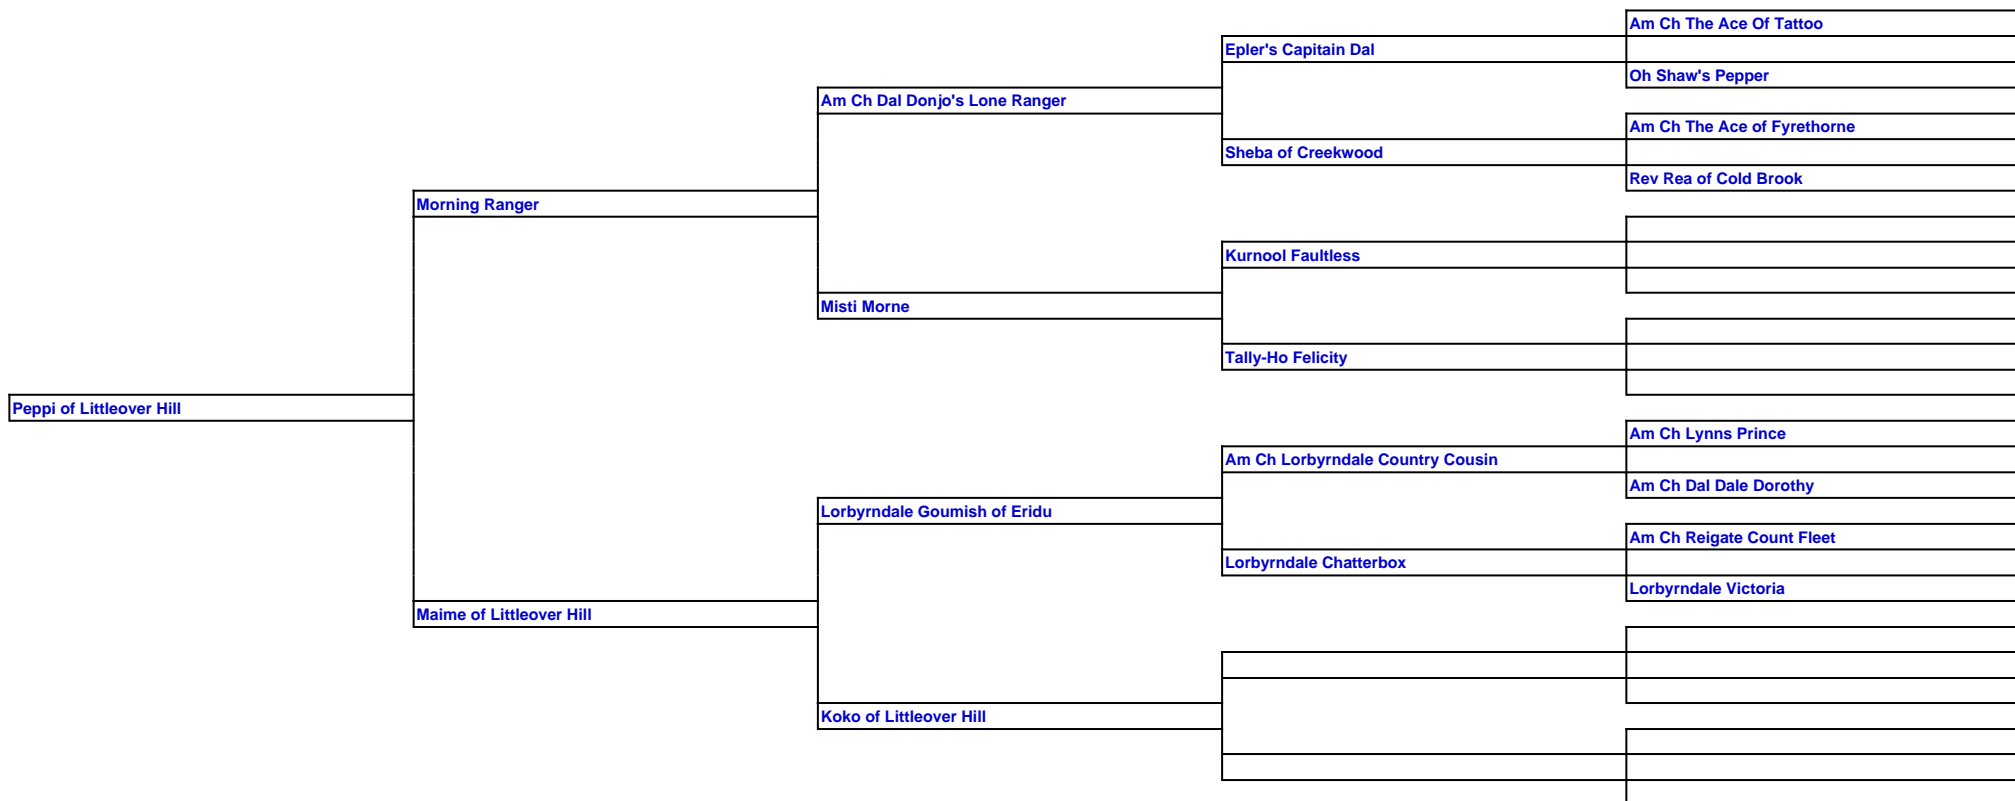 Am Ch The Ace Of Tattoo
Epler's Capitain Dal
Oh Shaw's Pepper
Am Ch Dal Donjo's Lone Ranger
Am Ch The Ace of Fyrethorne
Sheba of Creekwood
Rev Rea of Cold Brook
Morning Ranger
Kurnool Faultless
Misti Morne
Tally-Ho Felicity
Peppi of Littleover Hill
Am Ch Lynns Prince
Am Ch Lorbyrndale Country Cousin
Am Ch Dal Dale Dorothy
Lorbyrndale Goumish of Eridu
Am Ch Reigate Count Fleet
Lorbyrndale Chatterbox
Lorbyrndale Victoria
Maime of Littleover Hill
Koko of Littleover Hill